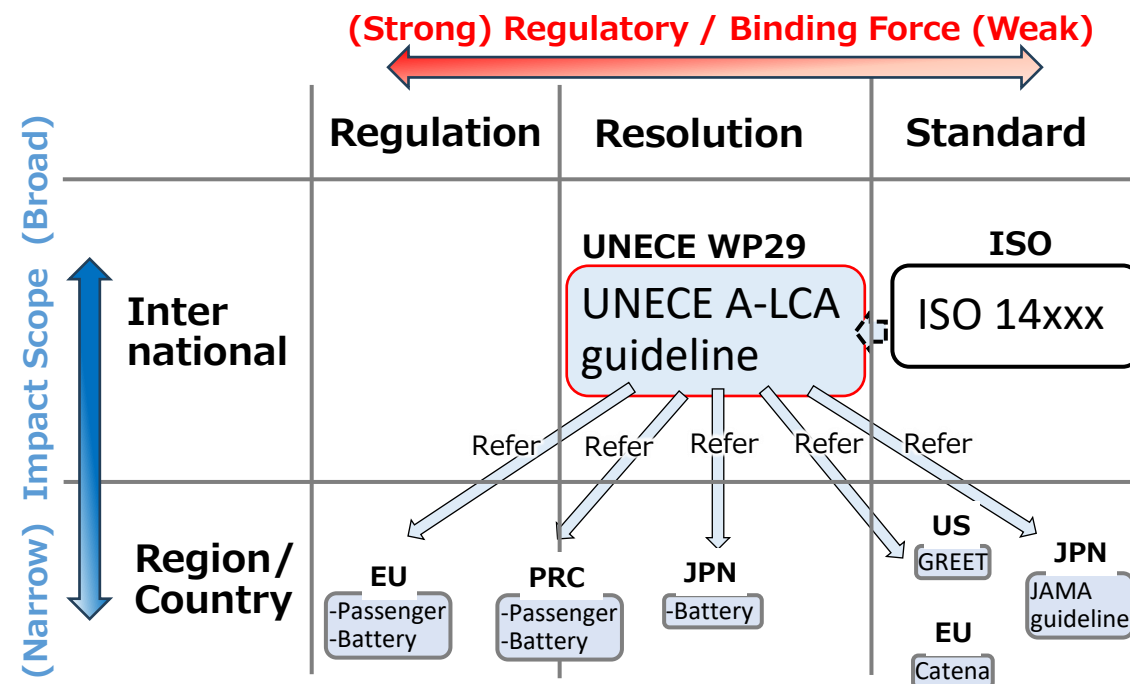 (Strong) Regulatory / Binding Force (Weak)
Regulation
Resolution
Standard
(Narrow) Impact Scope (Broad)
Inter
national
UNECE WP29
UNECE A-LCA
guideline
ISO
ISO 14xxx
Refer
Refer
Refer
Refer
Refer
Region/
Country
EU
-Passenger
-Battery
PRC
-Passenger
-Battery
JPN
-Battery
US
GREET
EU
Catena
JPN
JAMA
guideline